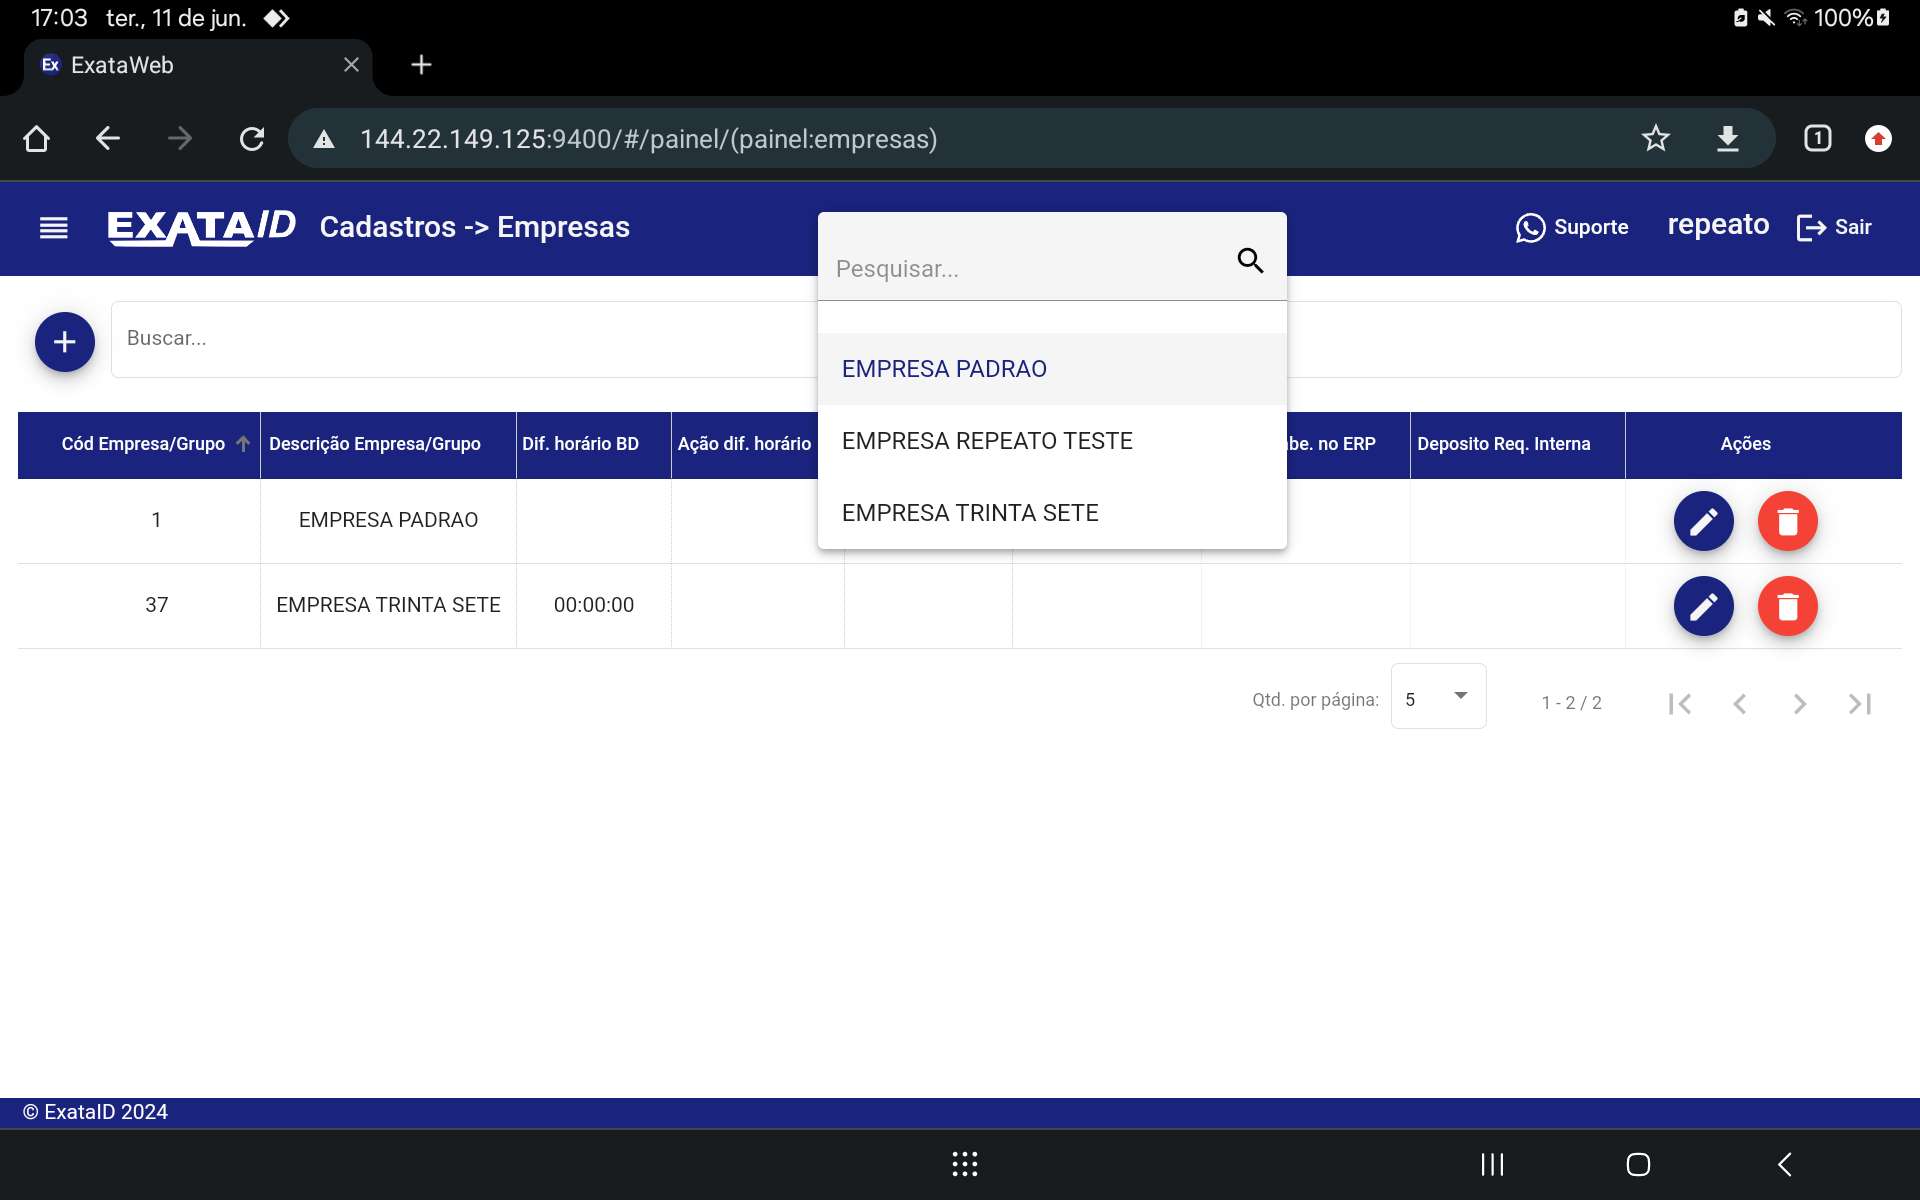 17:03 ter., 11 de jun. 100%
Ex ExataWeb
144.22.149.125:9400/#/painel/(painel:empresas) 1
EXATAID Cadastros -> Empresas Suporte repeato Sair
Pesquisar...
Buscar...
EMPRESA PADRAO
EMPRESA REPEATO TESTE
EMPRESA TRINTA SETE
Cód Empresa/Grupo Descrição Empresa/Grupo Dif. horário BD Ação dif. horário no ERP Deposito Req. Interna Ações
1 EMPRESA PADRAO
37 EMPRESA TRINTA SETE 00:00:00
Qtd. por página: 5 1 - 2 / 2
© ExataID 2024